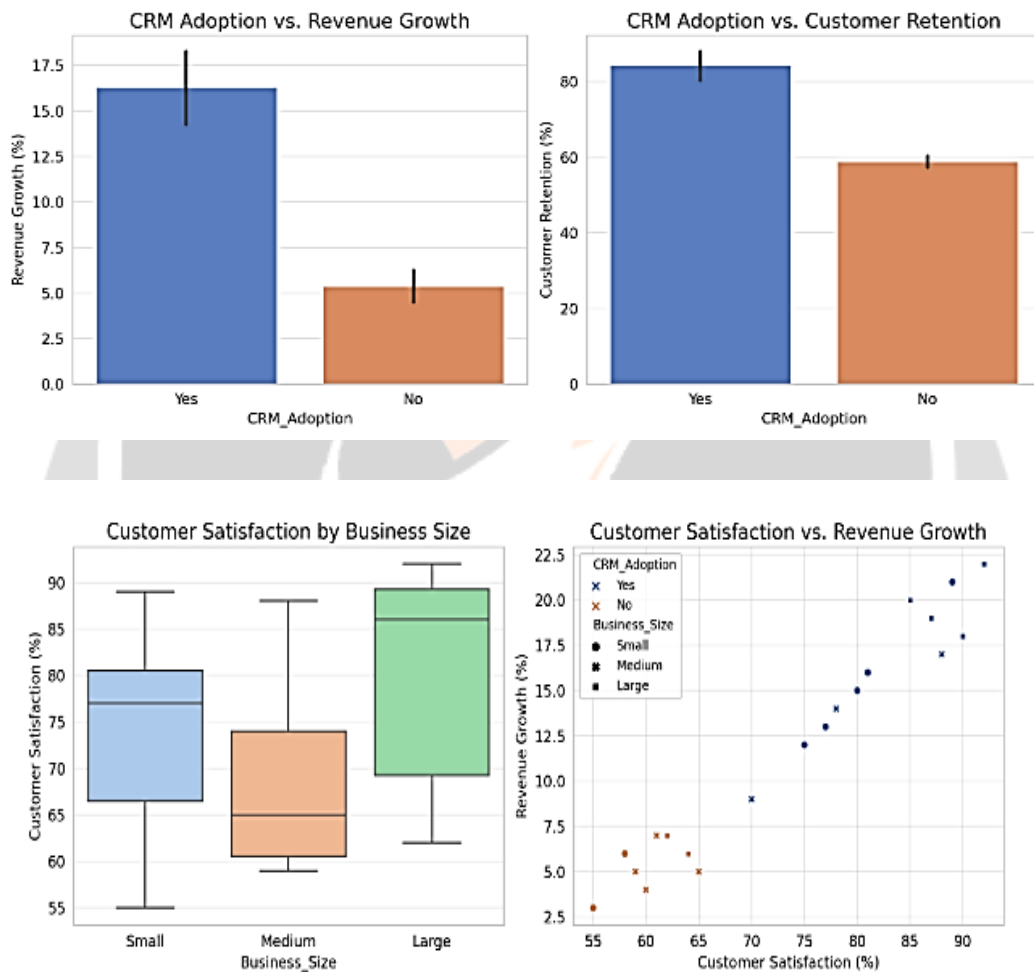 CRM Adoption vs. Revenue Growth
Revenue Growth (%)
17.5
15.0
12.5
10.0
7.5
5.0
2.5
0.0
Yes No
CRM_Adoption
CRM Adoption vs. Customer Retention
Customer Retention (%)
80
60
40
20
0
Yes No
CRM_Adoption
Customer Satisfaction by Business Size
Customer Satisfaction (%)
90
85
80
75
70
65
60
55
Small Medium Large
Business_Size
Customer Satisfaction vs. Revenue Growth
Revenue Growth (%)
22.5
20.0
17.5
15.0
12.5
10.0
7.5
5.0
2.5
CRM_Adoption
Yes
No
Business_Size
Small
Medium
Large
55 60 65 70 75 80 85 90
Customer Satisfaction (%)